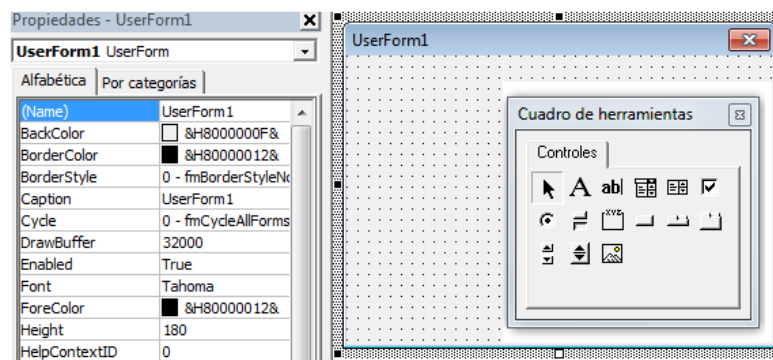 Propiedades - UserForm1
UserForm1 UserForm
Alfabética Por categorías
(Name) UserForm1
BackColor &H8000000F&
BorderColor &H80000012&
BorderStyle 0 - fmBorderStyleNo
Caption UserForm1
Cycle 0 - fmCycleAllForms
DrawBuffer 32000
Enabled True
Font Tahoma
ForeColor &H80000012&
Height 180
HelpContextID 0
UserForm1
Cuadro de herramientas
Controles
A ab|
XYZ